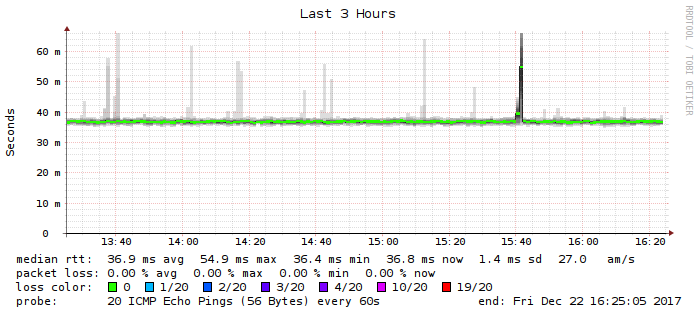 Last 3 Hours
RRDTOOL / TOBI OETIKER
Seconds
60 m
50 m
40 m
30 m
20 m
10 m
0
13:40 14:00 14:20 14:40 15:00 15:20 15:40 16:00 16:20
median rtt: 36.9 ms avg 54.9 ms max 36.4 ms min 36.8 ms now 1.4 ms sd 27.0 am/s
packet loss: 0.00 % avg 0.00 % max 0.00 % min 0.00 % now
loss color: 0 1/20 2/20 3/20 4/20 10/20 19/20
probe: 20 ICMP Echo Pings (56 Bytes) every 60s end: Fri Dec 22 16:25:05 2017